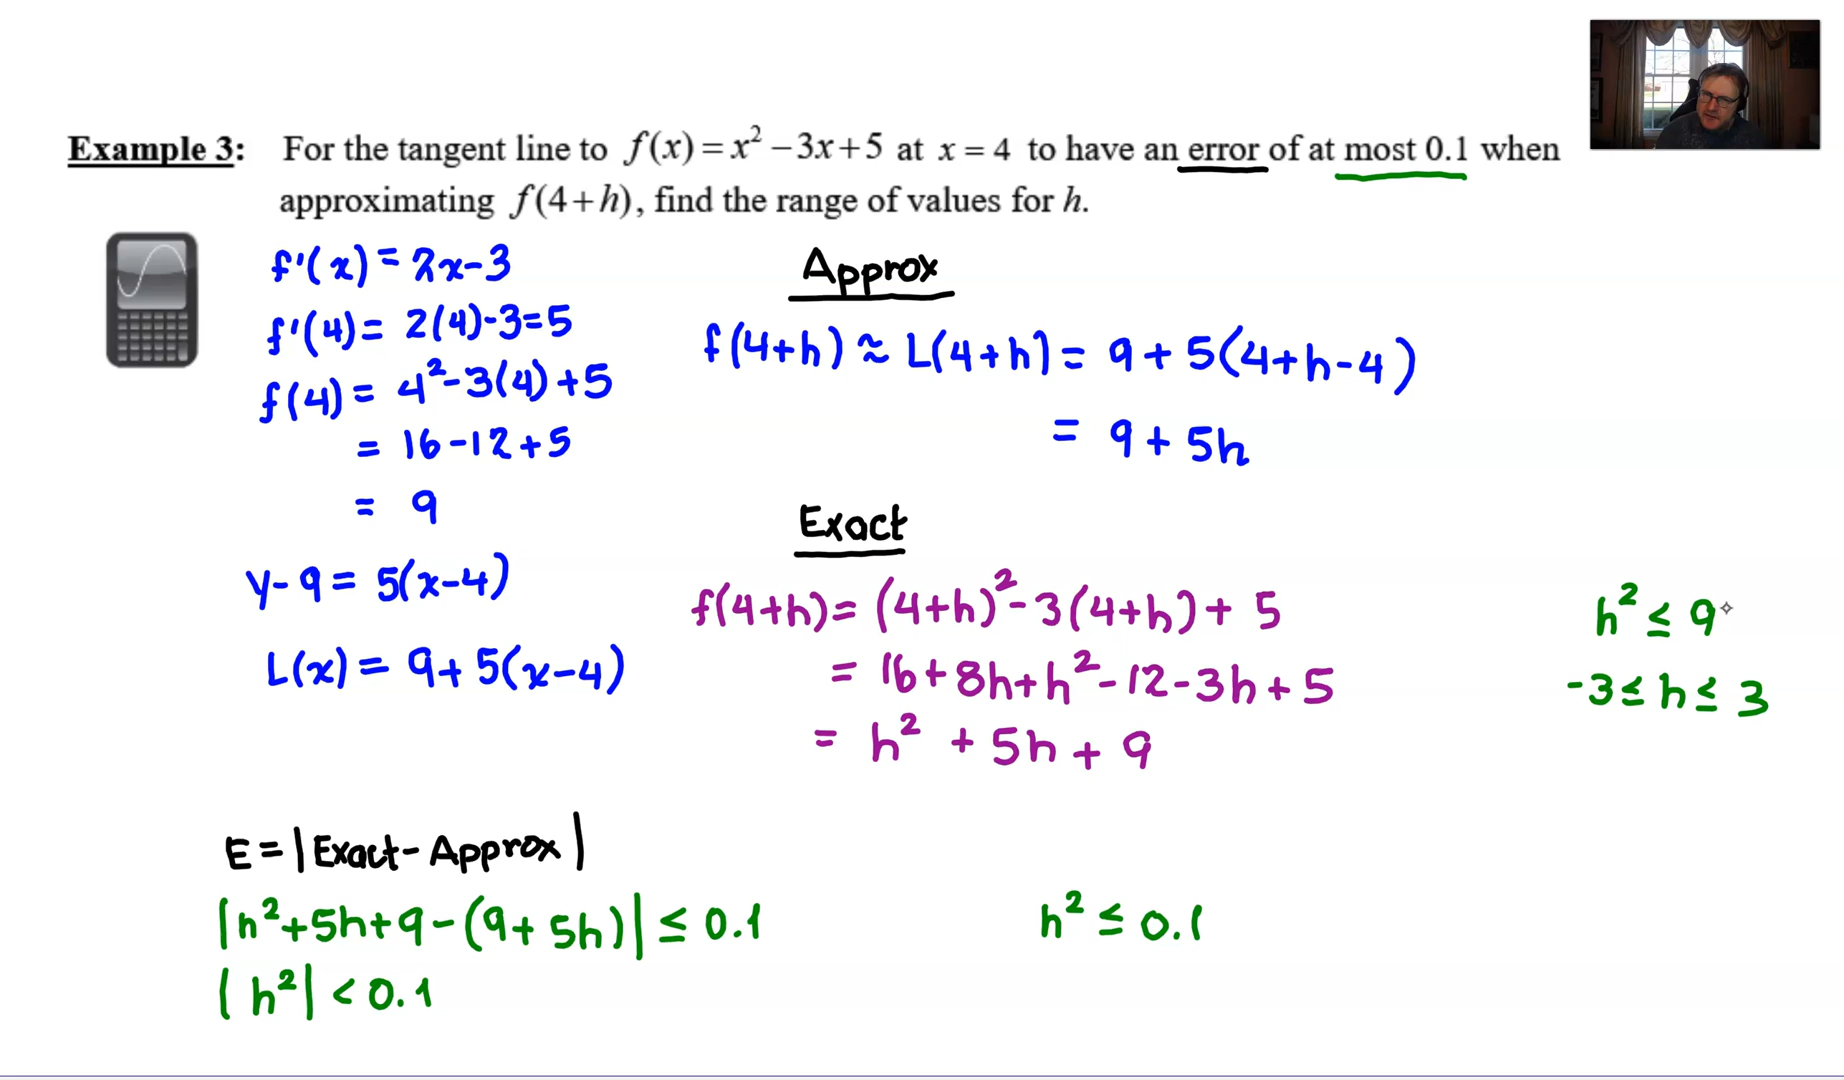 Example 3: For the tangent line to f(x) = x² − 3x + 5 at x = 4 to have an error of at most 0.1 when
approximating f(4+h), find the range of values for h.
f'(x) = 2x-3
f'(4) = 2(4)-3=5
f(4) = 4²-3(4)+5
= 16-12+5
= 9
y-9 = 5(x-4)
L(x) = 9+5(x-4)
Approx
f(4+h) ≈ L(4+h) = 9+5(4+h-4)
= 9+5h
Exact
f(4+h) = (4+h)²-3(4+h)+5
= 16+8h+h²-12-3h+5
= h² + 5h + 9
h² ≤ 9
-3 ≤ h ≤ 3
E = |Exact-Approx|
|h²+5h+9-(9+5h)| ≤ 0.1
|h²| < 0.1
h² ≤ 0.1